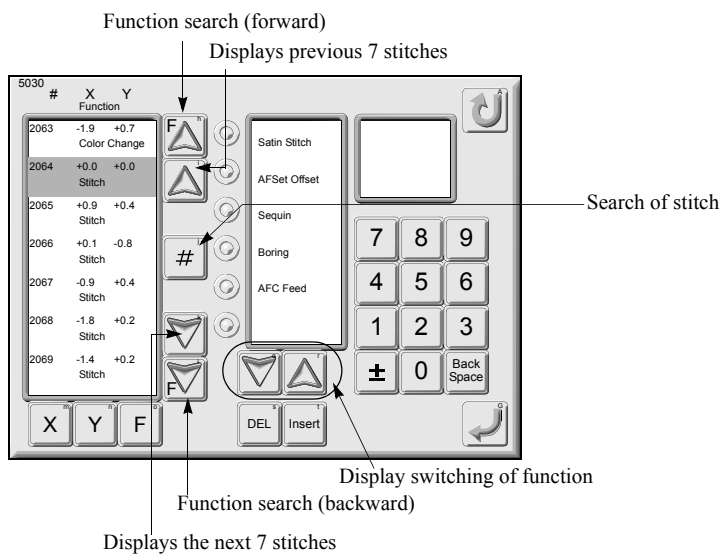 Function search (forward)
Displays previous 7 stitches
5030
# X Y
Function
2063 -1.9 +0.7
Color Change
2064 +0.0 +0.0
Stitch
2065 +0.9 +0.4
Stitch
2066 +0.1 -0.8
Stitch
2067 -0.9 +0.4
Stitch
2068 -1.8 +0.2
Stitch
2069 -1.4 +0.2
Stitch
F
#
F
Satin Stitch
AFSet Offset
Sequin
Boring
AFC Feed
A
Search of stitch
7 8 9
4 5 6
1 2 3
± 0 Back
Space
X m Y n F o
DEL s Insert t
G
Display switching of function
Function search (backward)
Displays the next 7 stitches